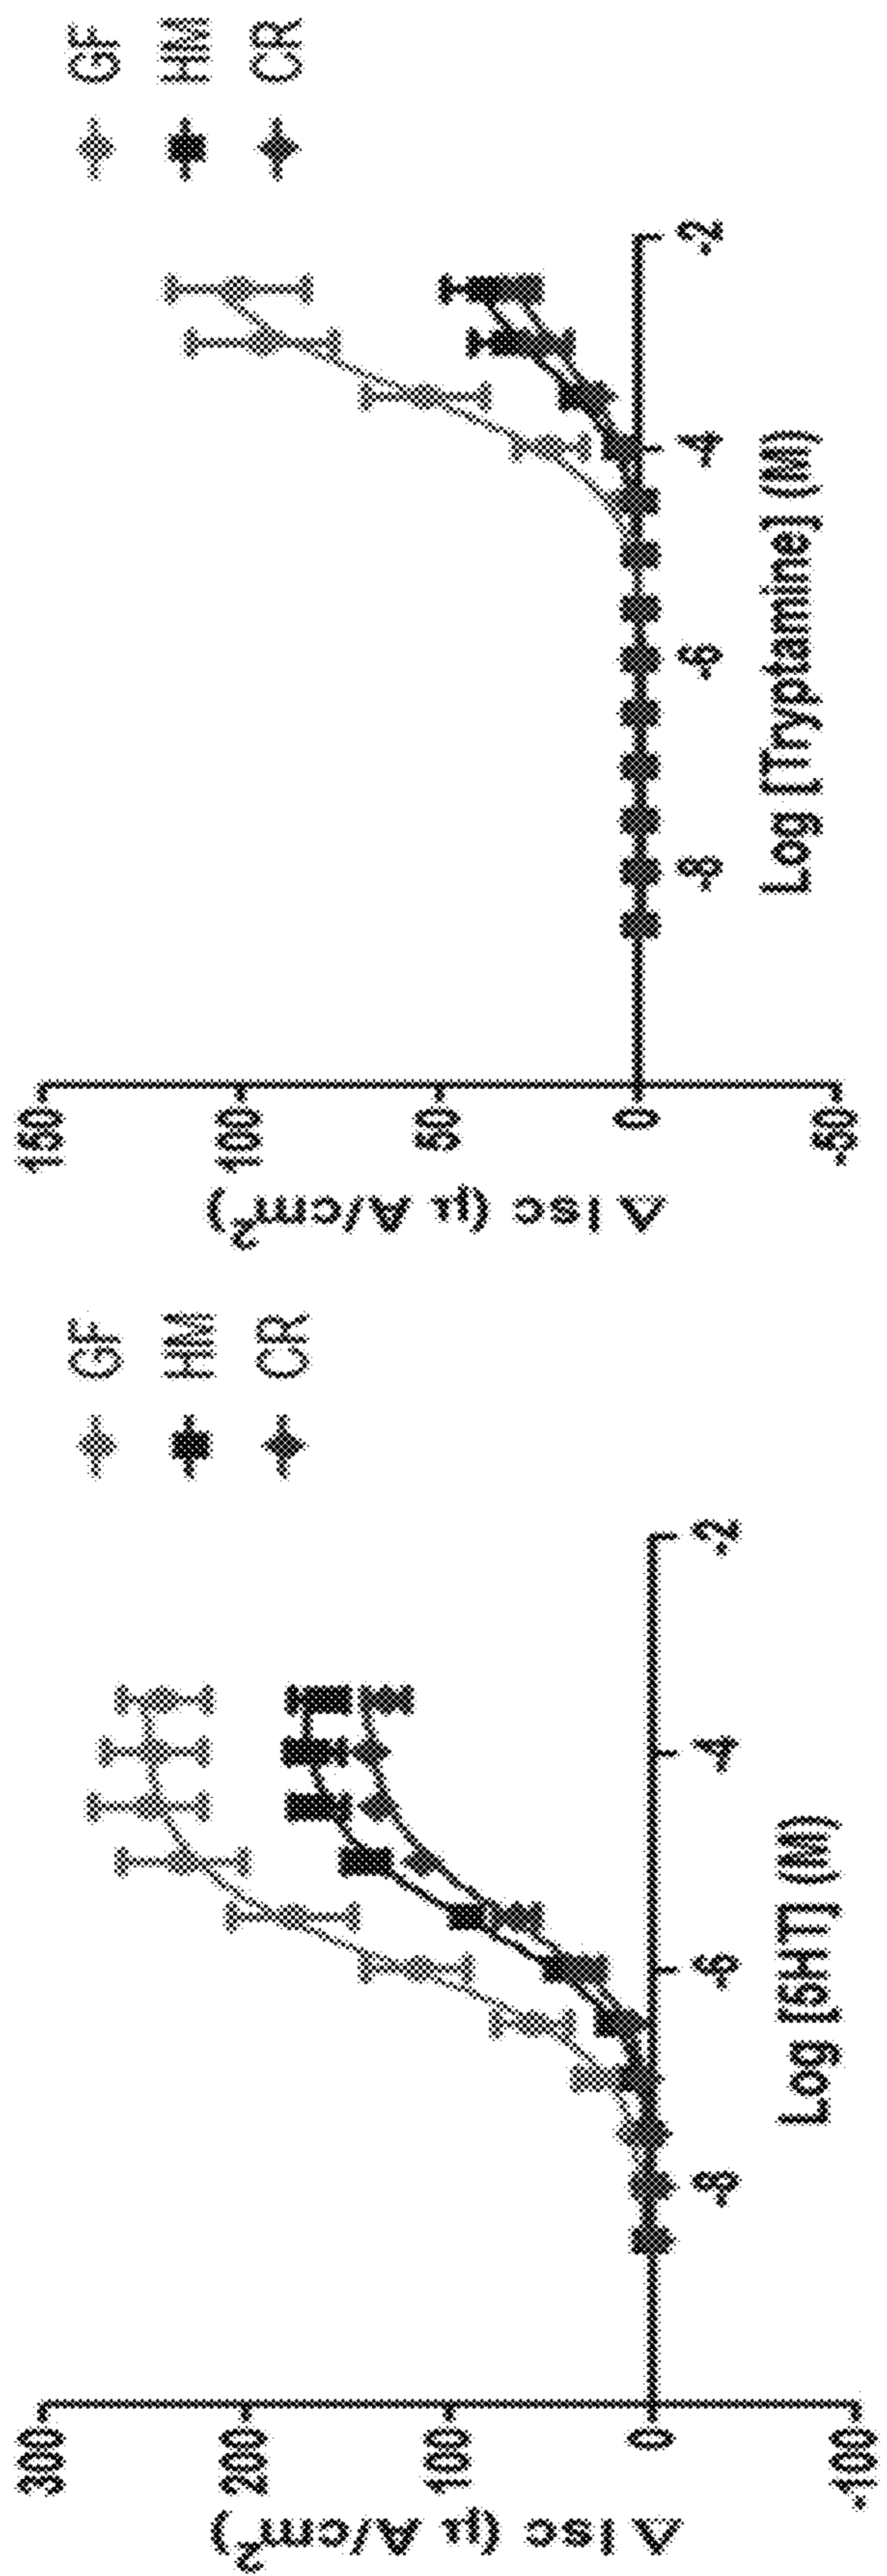 Δ Isc (μ A/cm²)
300
200
100
0
-100
-8
-6
-4
-2
Log [5HT] (M)
GF
HM
CR
Δ Isc (μ A/cm²)
150
100
50
0
-50
-8
-6
-4
-2
Log [Tryptamine] (M)
GF
HM
CR